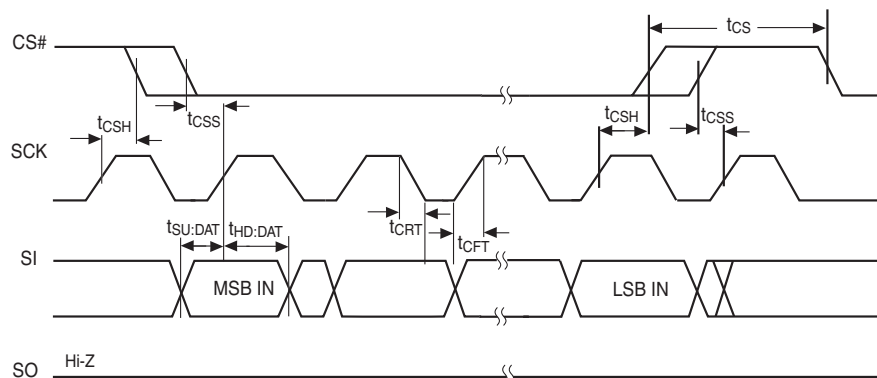 CS#
tCS
tCSH
tCSS
tCSH
tCSS
SCK
tSU:DAT
tHD:DAT
tCRT
tCFT
SI
MSB IN
LSB IN
SO
Hi-Z